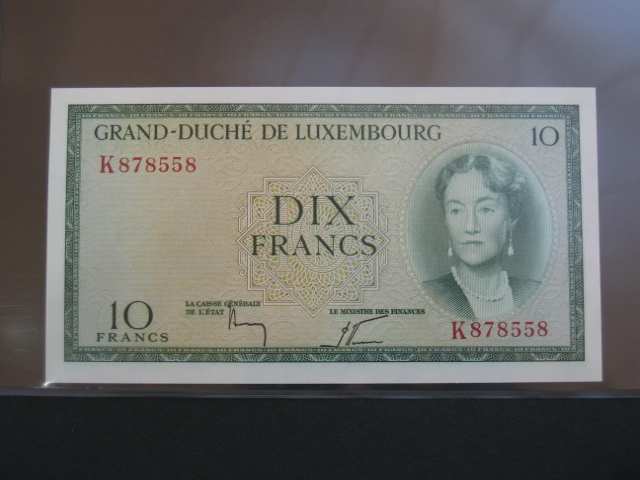 GRAND-DUCHÉ DE LUXEMBOURG 10
K878558
DIX
FRANCS
LA CAISSE GÉNÉRALE
DE L'ÉTAT
LE MINISTRE DES FINANCES
10
FRANCS
K878558